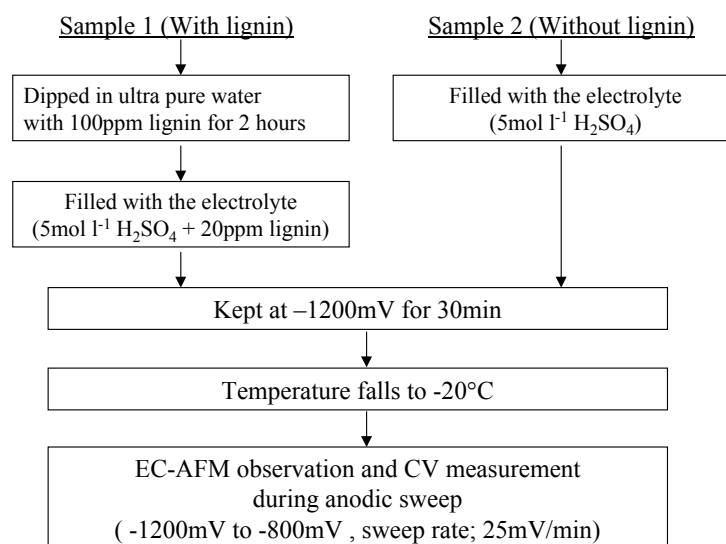 Sample 1 (With lignin)
Dipped in ultra pure water
with 100ppm lignin for 2 hours
Filled with the electrolyte
(5mol l⁻¹ H₂SO₄ + 20ppm lignin)
Sample 2 (Without lignin)
Filled with the electrolyte
(5mol l⁻¹ H₂SO₄)
Kept at –1200mV for 30min
Temperature falls to -20°C
EC-AFM observation and CV measurement
during anodic sweep
( -1200mV to -800mV , sweep rate; 25mV/min)